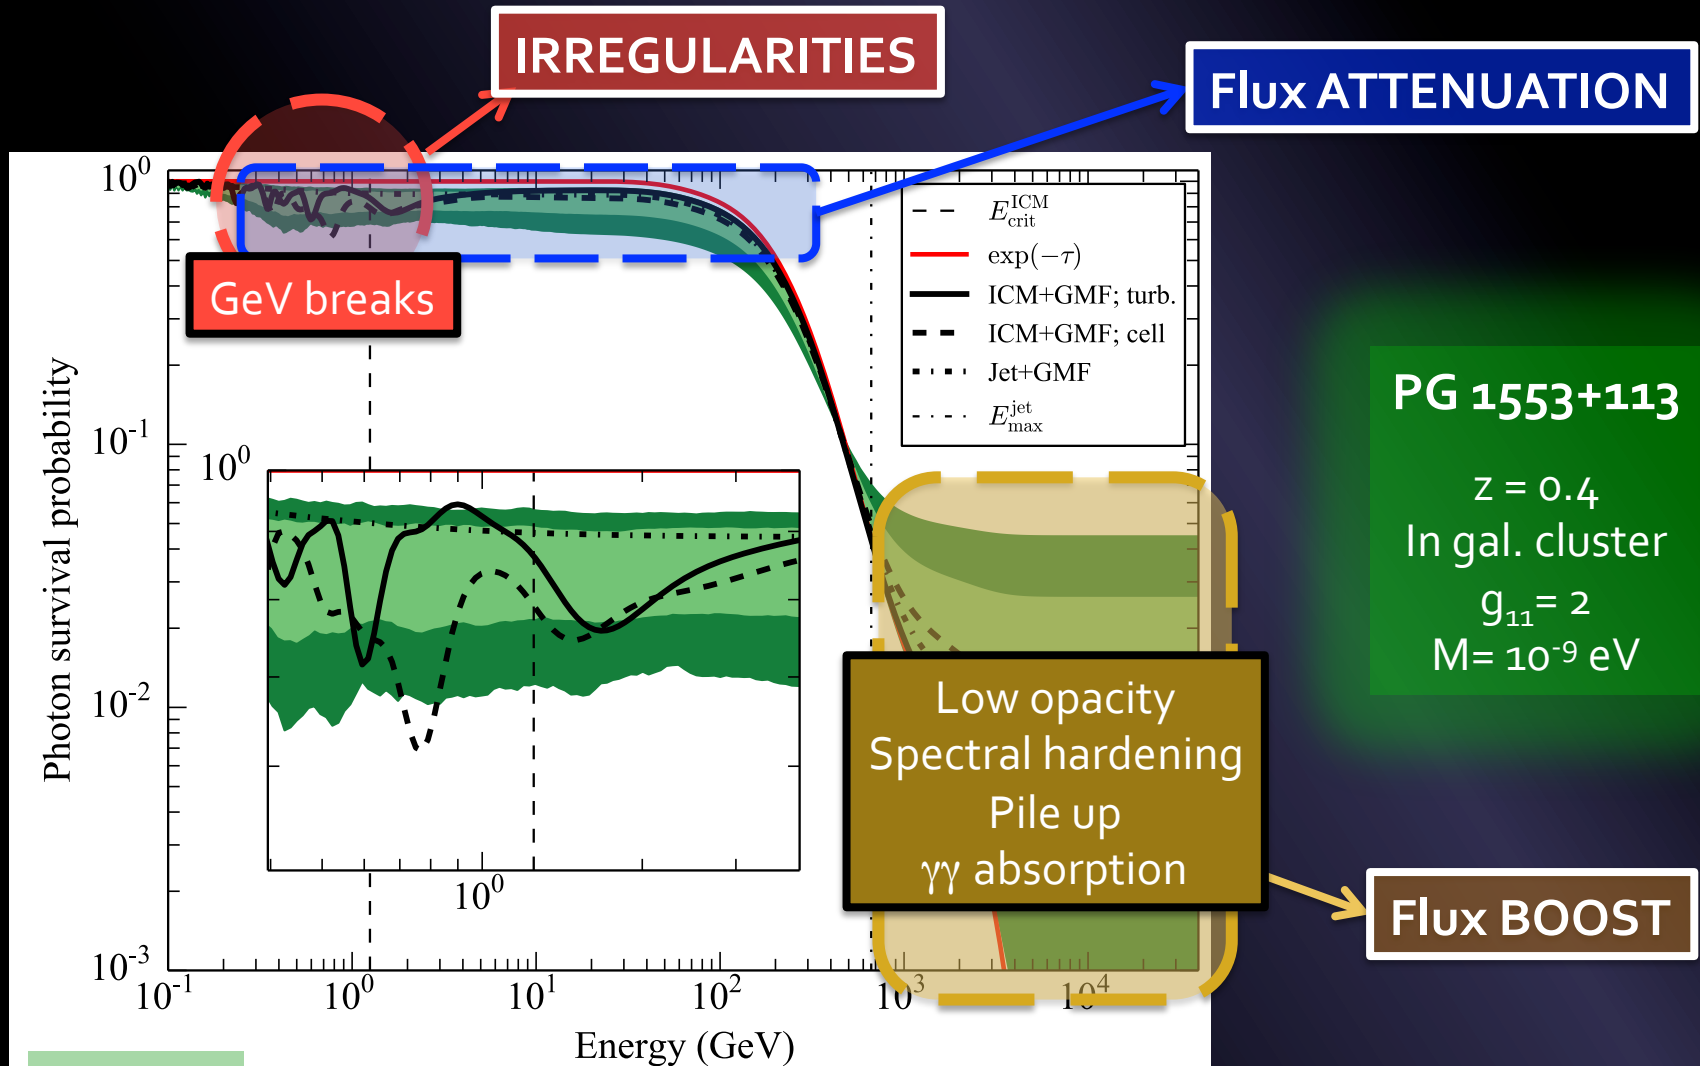 IRREGULARITIES
Flux ATTENUATION
GeV breaks
10⁰
10⁻¹
10⁻²
10⁻³
Photon survival probability
10⁻¹
10⁰
10¹
10²
10³
10⁴
Energy (GeV)
E_crit^ICM
exp(−τ)
ICM+GMF; turb.
ICM+GMF; cell
Jet+GMF
E_max^jet
10⁰
10⁰
PG 1553+113
z = 0.4
In gal. cluster
g₁₁= 2
M= 10⁻⁹ eV
Low opacity
Spectral hardening
Pile up
γγ absorption
Flux BOOST